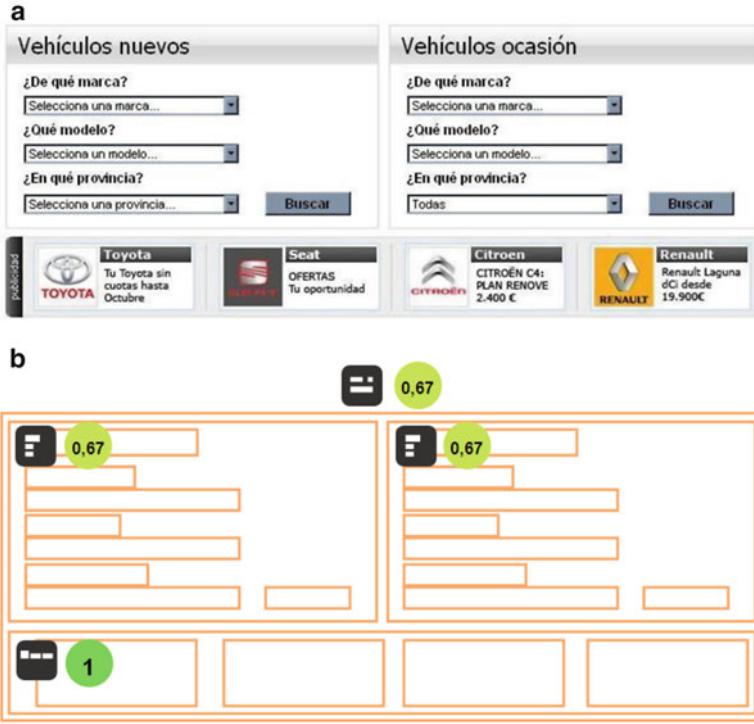 a
Vehículos nuevos
¿De qué marca?
Selecciona una marca...
¿Qué modelo?
Selecciona un modelo...
¿En qué provincia?
Selecciona una provincia...
Buscar
Vehículos ocasión
¿De qué marca?
Selecciona una marca...
¿Qué modelo?
Selecciona un modelo...
¿En qué provincia?
Todas
Buscar
publicidad
TOYOTA
Toyota
Tu Toyota sin
cuotas hasta
Octubre
SEAT
Seat
OFERTAS
Tu oportunidad
CITROËN
Citroen
CITROËN C4:
PLAN RENOVE
2.400 €
RENAULT
Renault
Renault Laguna
dCi desde
19.900€
b
0,67
0,67
0,67
1